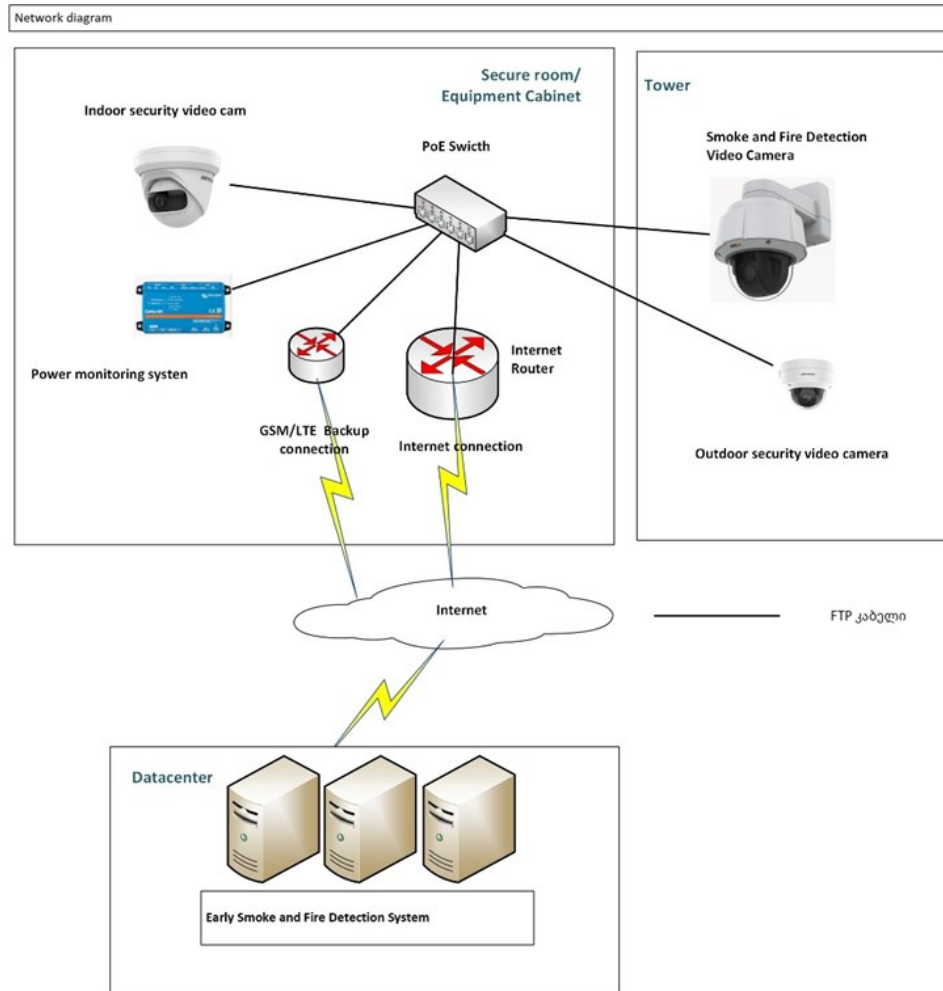 Network diagram
Secure room/
Equipment Cabinet
Tower
Indoor security video cam
PoE Swicth
Smoke and Fire Detection
Video Camera
Power monitoring systen
Internet
Router
GSM/LTE Backup
connection
Internet connection
Outdoor security video camera
Internet
FTP კაბელი
Datacenter
Early Smoke and Fire Detection System